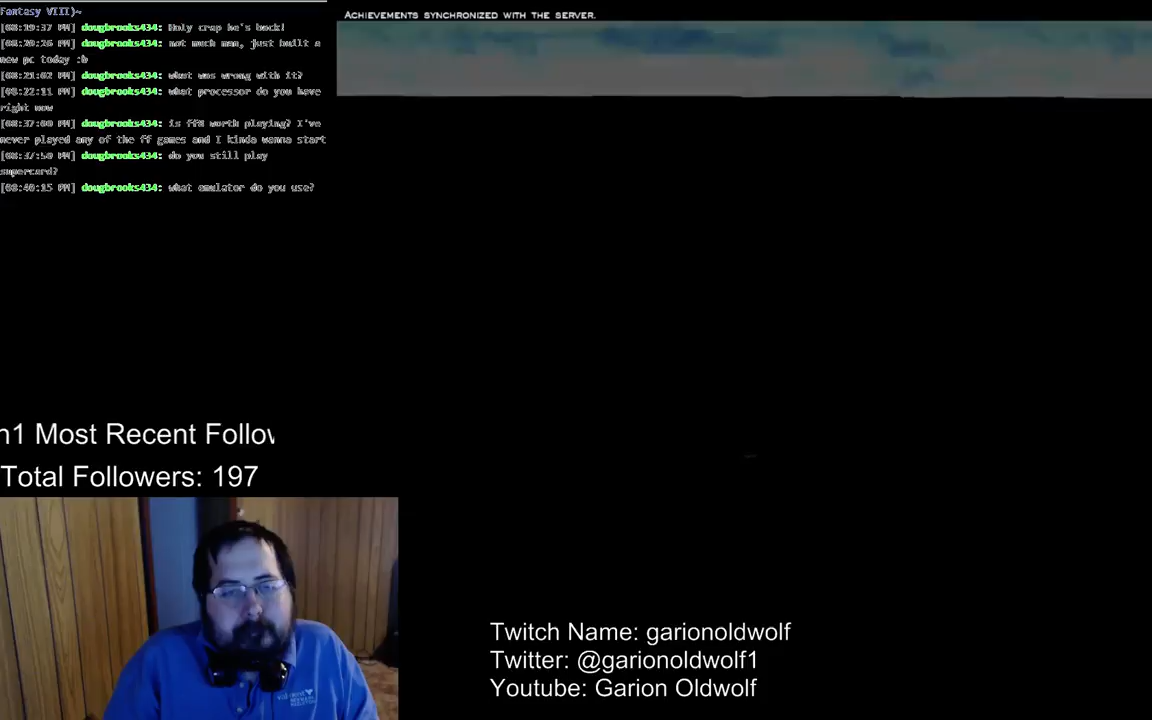 Fantasy VIII}~
[08:19:37 PM] dougbrooks434: Holy crap he's back!
[08:20:26 PM] dougbrooks434: not much man, just built a
new pc today :b
[08:21:02 PM] dougbrooks434: what was wrong with it?
[08:22:11 PM] dougbrooks434: what processor do you have
right now
[08:37:00 PM] dougbrooks434: is ff8 worth playing? I've
never played any of the ff games and I kinda wanna start
[08:37:50 PM] dougbrooks434: do you still play
supercard?
[08:40:15 PM] dougbrooks434: what emulator do you use?
Achievements synchronized with the server.
n1 Most Recent Follow
Total Followers: 197
Twitch Name: garionoldwolf
Twitter: @garionoldwolf1
Youtube: Garion Oldwolf